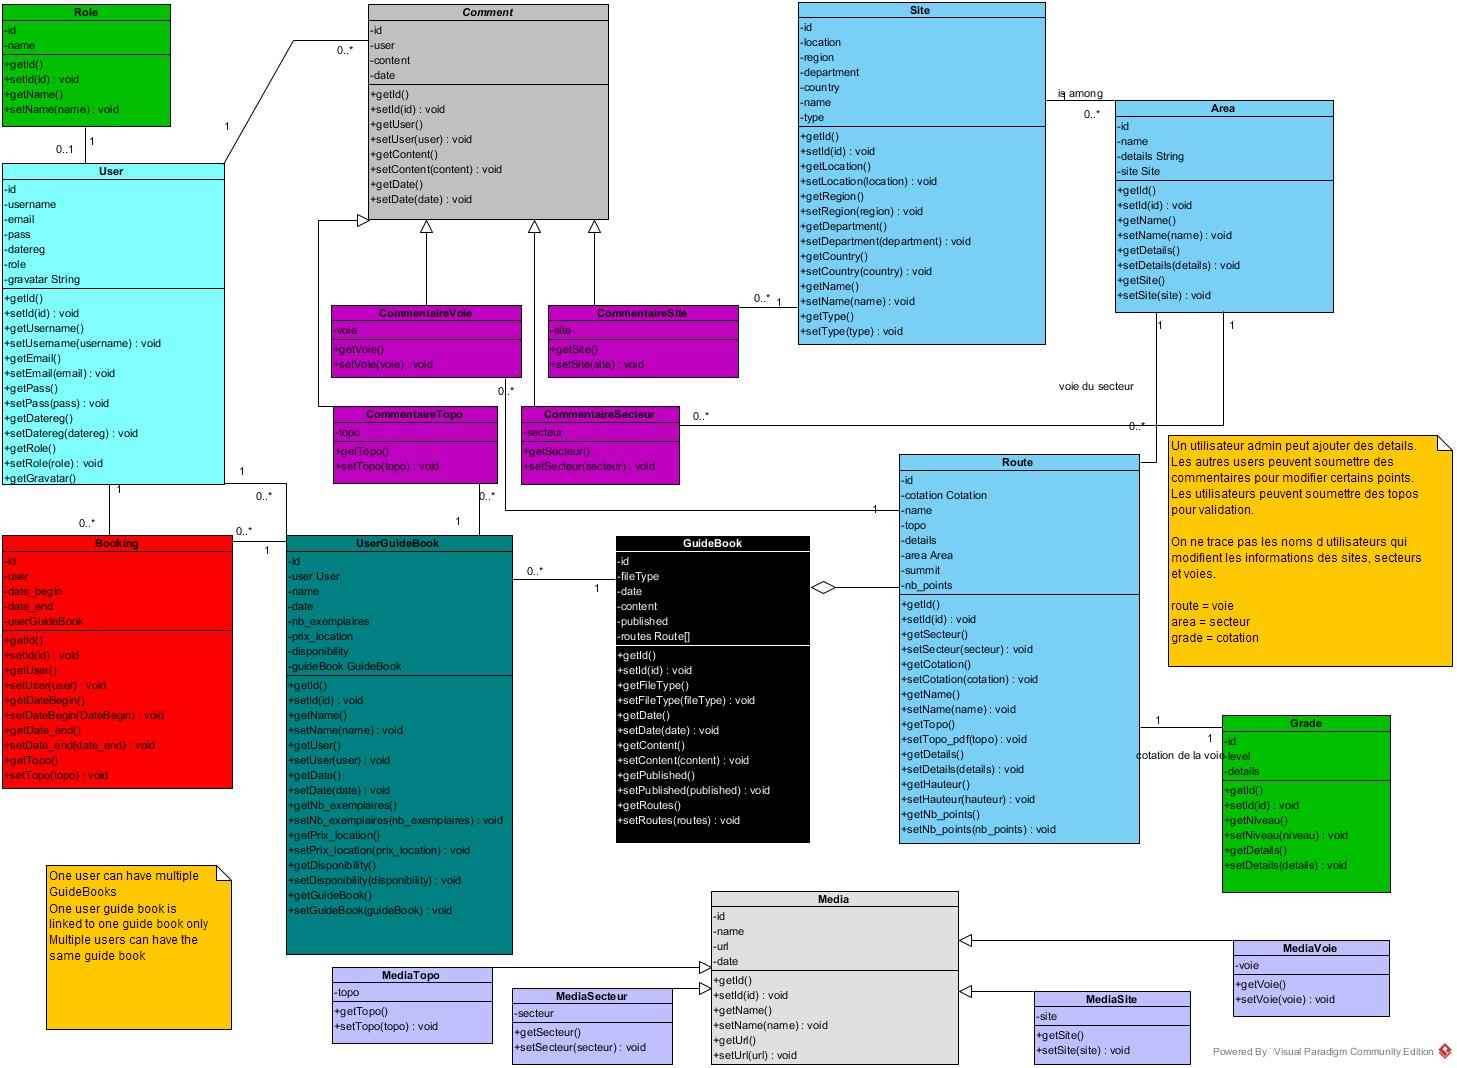 Role
-id
-name
+getId()
+setId(id) : void
+getName()
+setName(name) : void
1
0..1
User
-id
-username
-email
-pass
-datereg
-role
-gravatar String
+getId()
+setId(id) : void
+getUsername()
+setUsername(username) : void
+getEmail()
+setEmail(email) : void
+getPass()
+setPass(pass) : void
+getDatereg()
+setDatereg(datereg) : void
+getRole()
+setRole(role) : void
+getGravatar()
1
0..*
Comment
-id
-user
-content
-date
+getId()
+setId(id) : void
+getUser()
+setUser(user) : void
+getContent()
+setContent(content) : void
+getDate()
+setDate(date) : void
Site
-id
-location
-region
-department
-country
-name
-type
+getId()
+setId(id) : void
+getLocation()
+setLocation(location) : void
+getRegion()
+setRegion(region) : void
+getDepartment()
+setDepartment(department) : void
+getCountry()
+setCountry(country) : void
+getName()
+setName(name) : void
+getType()
+setType(type) : void
1
is among
0..*
Area
-id
-name
-details String
-site Site
+getId()
+setId(id) : void
+getName()
+setName(name) : void
+getDetails()
+setDetails(details) : void
+getSite()
+setSite(site) : void
CommentaireVoie
-voie
+getVoie()
+setVoie(voie) : void
CommentaireSite
-site
+getSite()
+setSite(site) : void
0..*
1
CommentaireTopo
-topo
+getTopo()
+setTopo(topo) : void
0..*
CommentaireSecteur
-secteur
+getSecteur()
+setSecteur(secteur) : void
0..*
1
1
voie du secteur
0..*
Un utilisateur admin peut ajouter des details.
Les autres users peuvent soumettre des
commentaires pour modifier certains points.
Les utilisateurs peuvent soumettre des topos
pour validation.
On ne trace pas les noms d utilisateurs qui
modifient les informations des sites, secteurs
et voies.
route = voie
area = secteur
grade = cotation
1
0..*
1
0..*
0..*
1
0..*
1
1
Booking
-id
-user
-date_begin
-date_end
-userGuideBook
+getId()
+setId(id) : void
+getUser()
+setUser(user) : void
+getDateBegin()
+setDateBegin(DateBegin) : void
+getDate_end()
+setDate_end(date_end) : void
+getTopo()
+setTopo(topo) : void
UserGuideBook
-id
-user User
-name
-date
-nb_exemplaires
-prix_location
-disponibility
-guideBook GuideBook
+getId()
+setId(id) : void
+getName()
+setName(name) : void
+getUser()
+setUser(user) : void
+getDate()
+setDate(date) : void
+getNb_exemplaires()
+setNb_exemplaires(nb_exemplaires) : void
+getPrix_location()
+setPrix_location(prix_location) : void
+getDisponibility()
+setDisponibility(disponibility) : void
+getGuideBook()
+setGuideBook(guideBook) : void
0..*
1
GuideBook
-id
-fileType
-date
-content
-published
-routes Route[]
+getId()
+setId(id) : void
+getFileType()
+setFileType(fileType) : void
+getDate()
+setDate(date) : void
+getContent()
+setContent(content) : void
+getPublished()
+setPublished(published) : void
+getRoutes()
+setRoutes(routes) : void
Route
-id
-cotation Cotation
-name
-topo
-details
-area Area
-summit
-nb_points
+getId()
+setId(id) : void
+getSecteur()
+setSecteur(secteur) : void
+getCotation()
+setCotation(cotation) : void
+getName()
+setName(name) : void
+getTopo()
+setTopo_pdf(topo) : void
+getDetails()
+setDetails(details) : void
+getHauteur()
+setHauteur(hauteur) : void
+getNb_points()
+setNb_points(nb_points) : void
1
1
cotation de la voie
Grade
-id
-level
-details
+getId()
+setId(id) : void
+getNiveau()
+setNiveau(niveau) : void
+getDetails()
+setDetails(details) : void
One user can have multiple
GuideBooks
One user guide book is
linked to one guide book only
Multiple users can have the
same guide book
Media
-id
-name
-url
-date
+getId()
+setId(id) : void
+getName()
+setName(name) : void
+getUrl()
+setUrl(url) : void
MediaTopo
-topo
+getTopo()
+setTopo(topo) : void
MediaSecteur
-secteur
+getSecteur()
+setSecteur(secteur) : void
MediaSite
-site
+getSite()
+setSite(site) : void
MediaVoie
-voie
+getVoie()
+setVoie(voie) : void
Powered By Visual Paradigm Community Edition